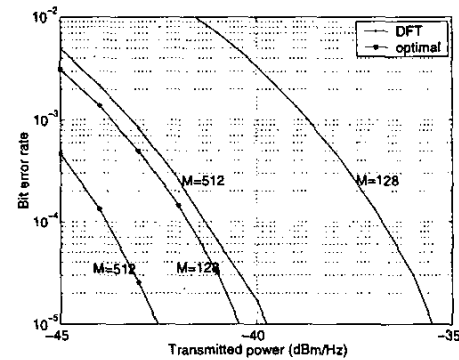 10^-2
DFT
optimal
10^-3
Bit error rate
M=512
M=128
10^-4
M=512
M=128
10^-5
-45
-40
-35
Transmitted power (dBm/Hz)